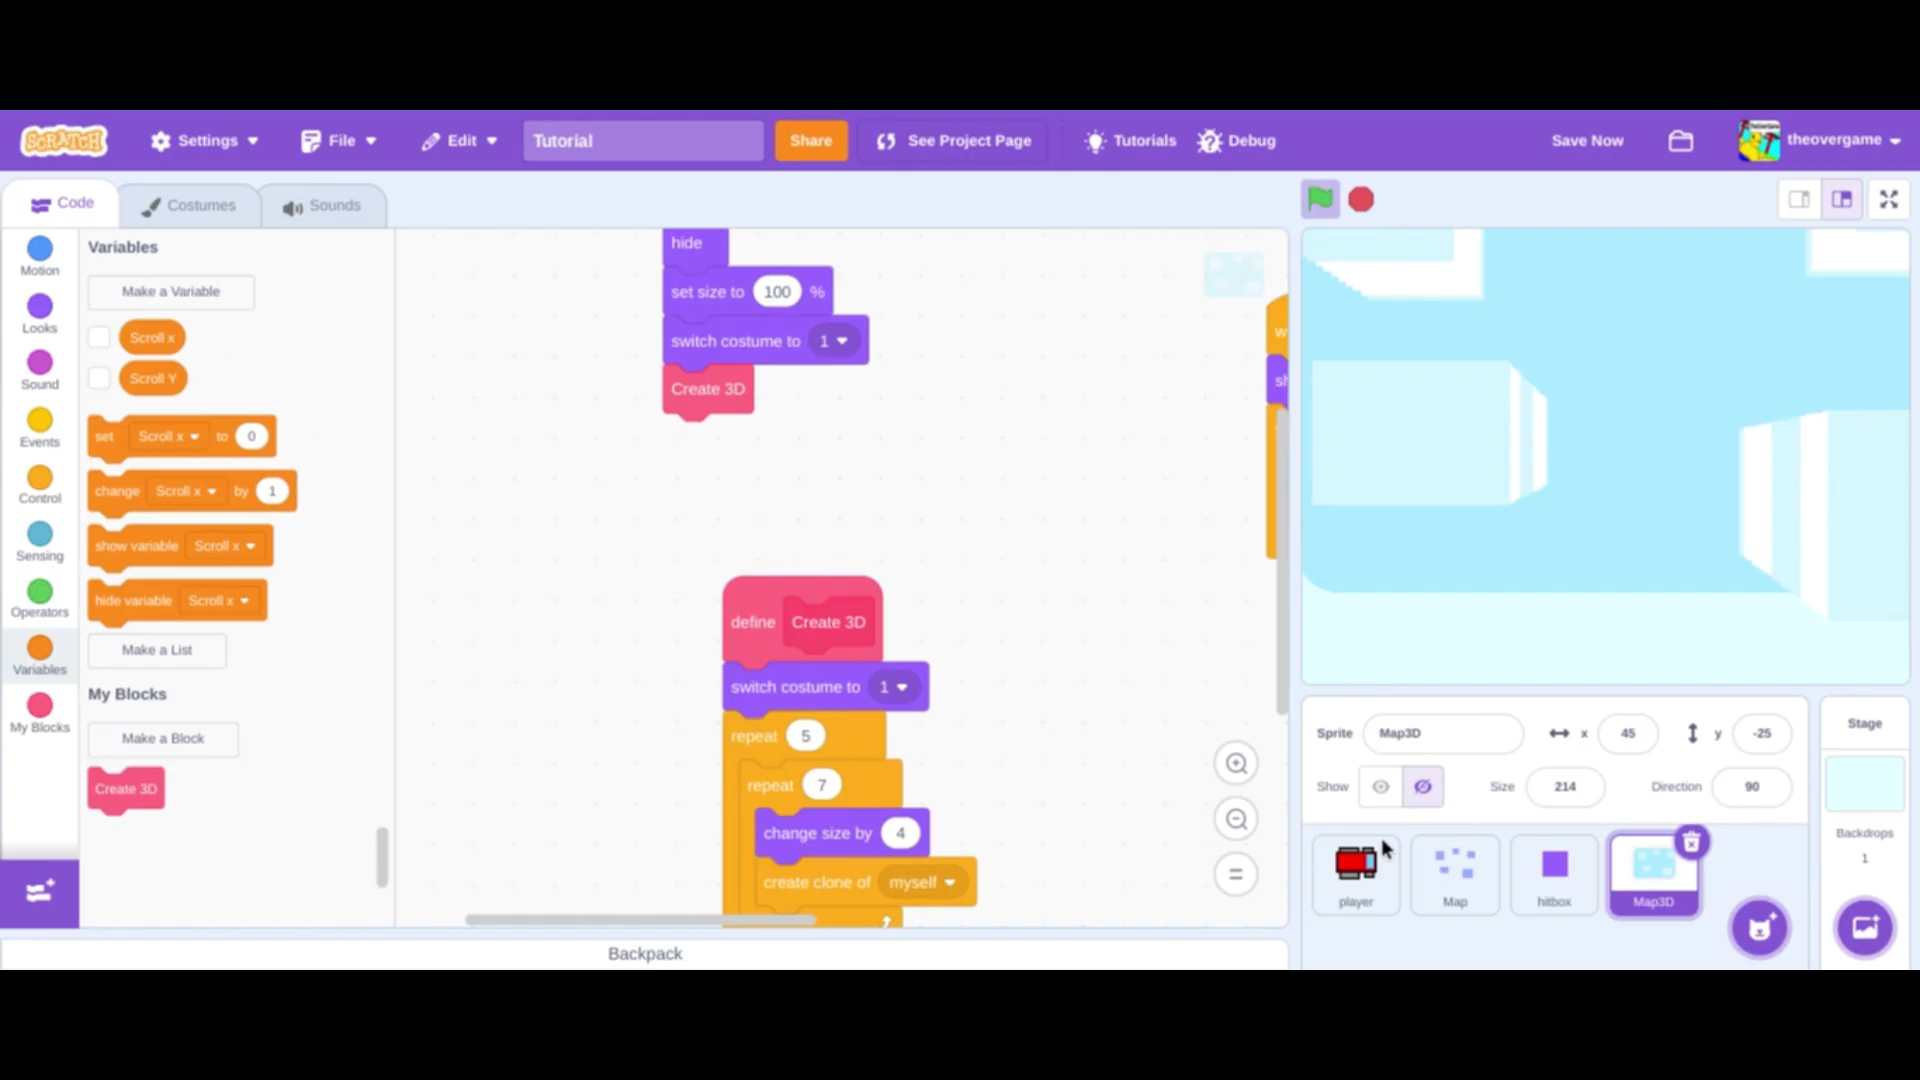 SCRATCH
Settings
File
Edit
Tutorial
Share
See Project Page
Tutorials
Debug
Save Now
theovergame
Code
Costumes
Sounds
Motion
Looks
Sound
Events
Control
Sensing
Operators
Variables
My Blocks
Variables
Make a Variable
Scroll x
Scroll Y
set Scroll x to 0
change Scroll x by 1
show variable Scroll x
hide variable Scroll x
Make a List
My Blocks
Make a Block
Create 3D
hide
set size to 100 %
switch costume to 1
Create 3D
define Create 3D
switch costume to 1
repeat 5
repeat 7
change size by 4
create clone of myself
w
sh
Backpack
Sprite Map3D x 45 y -25
Show Size 214 Direction 90
player
Map
hitbox
Map3D
Stage
Backdrops
1